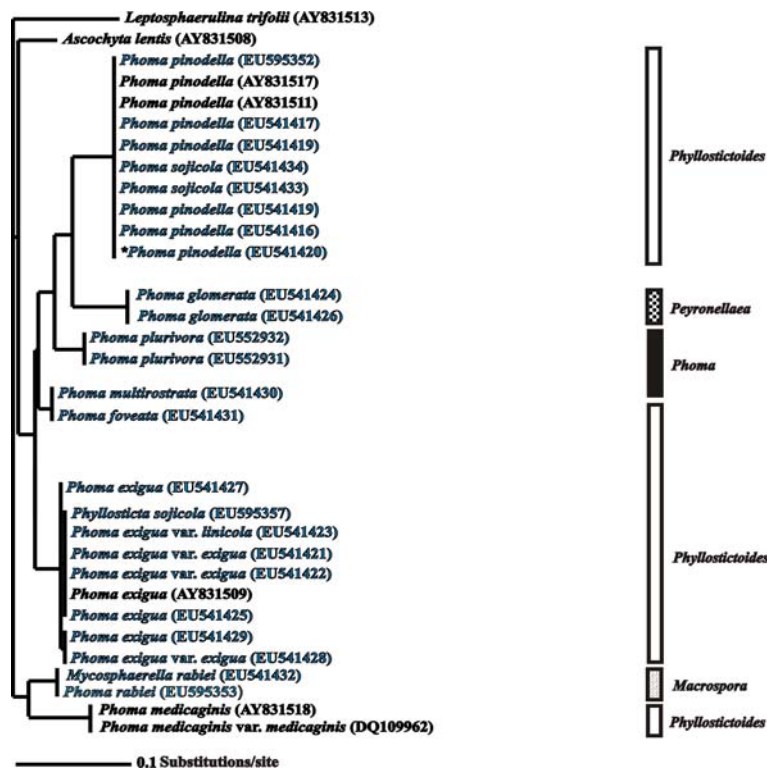 Leptosphaerulina trifolii (AY831513)
Ascochyta lentis (AY831508)
Phoma pinodella (EU595352)
Phoma pinodella (AY831517)
Phoma pinodella (AY831511)
Phoma pinodella (EU541417)
Phoma pinodella (EU541419)
Phoma sojicola (EU541434)
Phoma sojicola (EU541433)
Phoma pinodella (EU541419)
Phoma pinodella (EU541416)
*Phoma pinodella (EU541420)
Phyllostictoides
Phoma glomerata (EU541424)
Phoma glomerata (EU541426)
Peyronellaea
Phoma plurivora (EU552932)
Phoma plurivora (EU552931)
Phoma
Phoma multirostrata (EU541430)
Phoma foveata (EU541431)
Phoma exigua (EU541427)
Phyllosticta sojicola (EU595357)
Phoma exigua var. linicola (EU541423)
Phoma exigua var. exigua (EU541421)
Phoma exigua var. exigua (EU541422)
Phoma exigua (AY831509)
Phoma exigua (EU541425)
Phoma exigua (EU541429)
Phoma exigua var. exigua (EU541428)
Phyllostictoides
Mycosphaerella rabiei (EU541432)
Phoma rabiei (EU595353)
Macrospora
Phoma medicaginis (AY831518)
Phoma medicaginis var. medicaginis (DQ109962)
Phyllostictoides
0.1 Substitutions/site